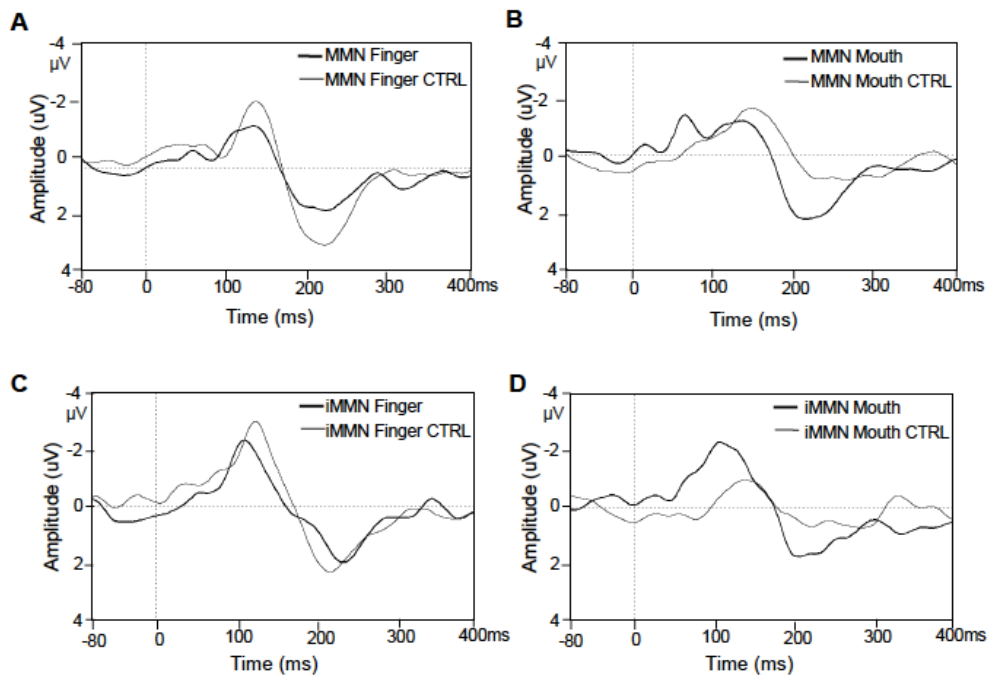 A
-4
µV
-2
0
2
4
Amplitude (uV)
MMN Finger
MMN Finger CTRL
-80
0
100
200
300
400ms
Time (ms)
B
-4
µV
-2
0
2
4
Amplitude (uV)
MMN Mouth
MMN Mouth CTRL
-80
0
100
200
300
400ms
Time (ms)
C
-4
µV
-2
0
2
4
Amplitude (uV)
iMMN Finger
iMMN Finger CTRL
-80
0
100
200
300
400ms
Time (ms)
D
-4
µV
-2
0
2
4
Amplitude (uV)
iMMN Mouth
iMMN Mouth CTRL
-80
0
100
200
300
400ms
Time (ms)